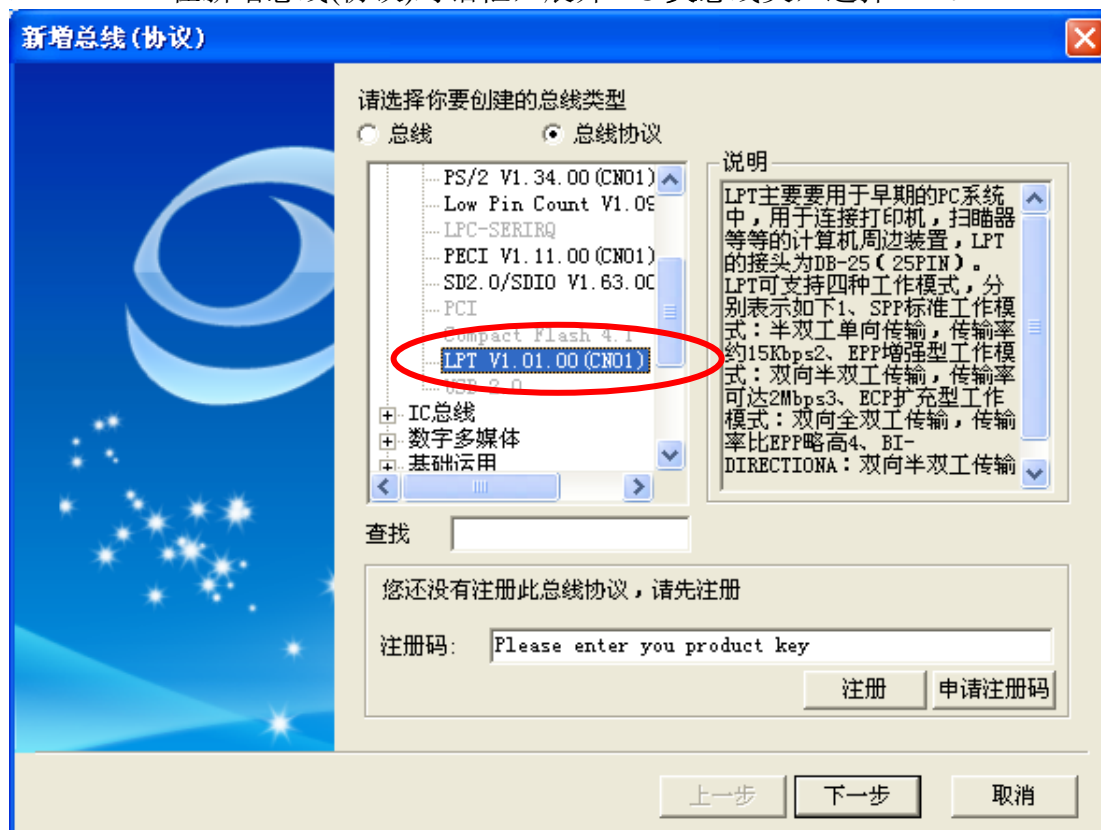 新增总线(协议)
请选择你要创建的总线类型
总线
总线协议
PS/2 V1.34.00(CN01)
Low Pin Count V1.09
LPC-SERIRQ
PECI V1.11.00(CN01)
SD2.0/SDIO V1.63.00
PCI
Compact Flash 4.1
LPT V1.01.00(CN01)
USB 2.0
IC总线
数字多媒体
基础运用
说明
LPT主要要用于早期的PC系统
中，用于连接打印机，扫瞄器
等等的计算机周边装置，LPT
的接头为DB-25(25PIN)。
LPT可支持四种工作模式，分
别表示如下1、SPP标准工作模
式：半双工单向传输，传输率
约15Kbps2、EPP增强型工作模
式：双向半双工传输，传输率
可达2Mbps3、ECP扩充型工作
模式：双向全双工传输，传输
率比EPP略高4、BI-
DIRECTIONA：双向半双工传输
查找
您还没有注册此总线协议，请先注册
注册码:
Please enter you product key
注册
申请注册码
上一步
下一步
取消